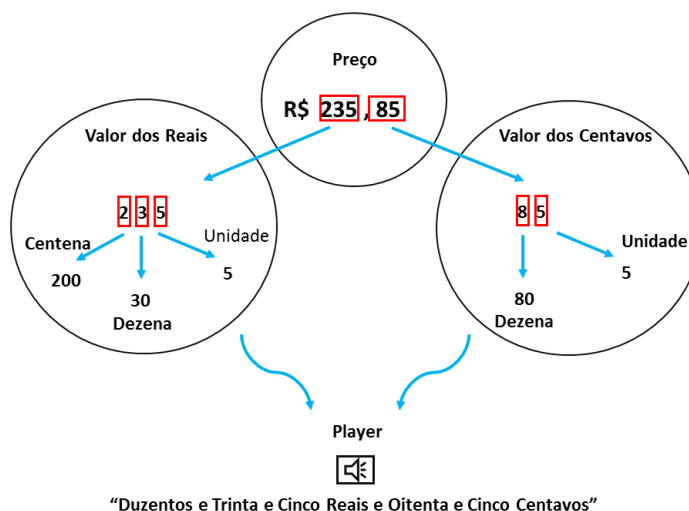 Preço
R$ 235 , 85
Valor dos Reais
2 3 5
Centena
200
30
Dezena
Unidade
5
Valor dos Centavos
8 5
80
Dezena
Unidade
5
Player
“Duzentos e Trinta e Cinco Reais e Oitenta e Cinco Centavos”